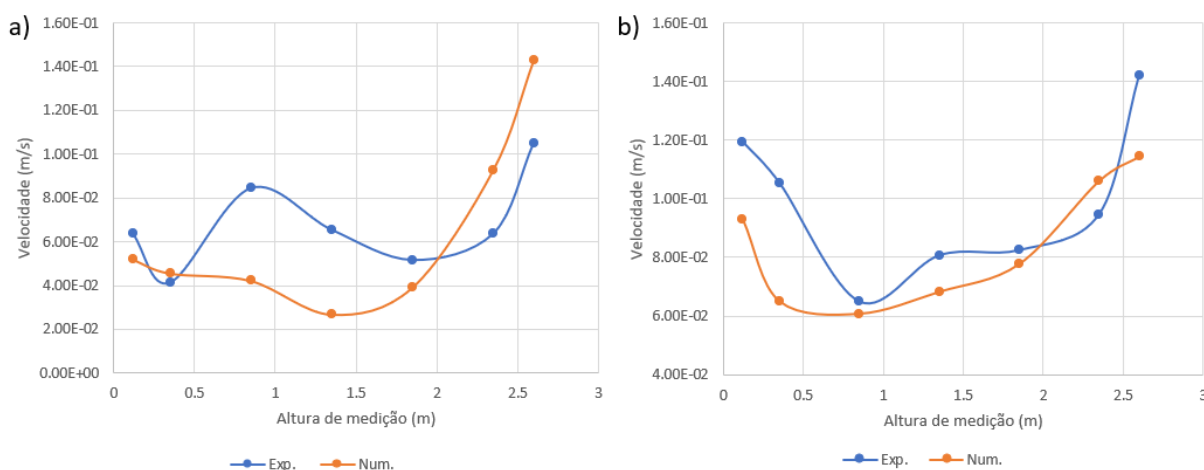 a)
Velocidade (m/s)
1.60E-01
1.40E-01
1.20E-01
1.00E-01
8.00E-02
6.00E-02
4.00E-02
2.00E-02
0.00E+00
0 0.5 1 1.5 2 2.5 3
Altura de medição (m)
Exp. Num.
b)
Velocidade (m/s)
1.60E-01
1.40E-01
1.20E-01
1.00E-01
8.00E-02
6.00E-02
4.00E-02
0 0.5 1 1.5 2 2.5 3
Altura de medição (m)
Exp. Num.